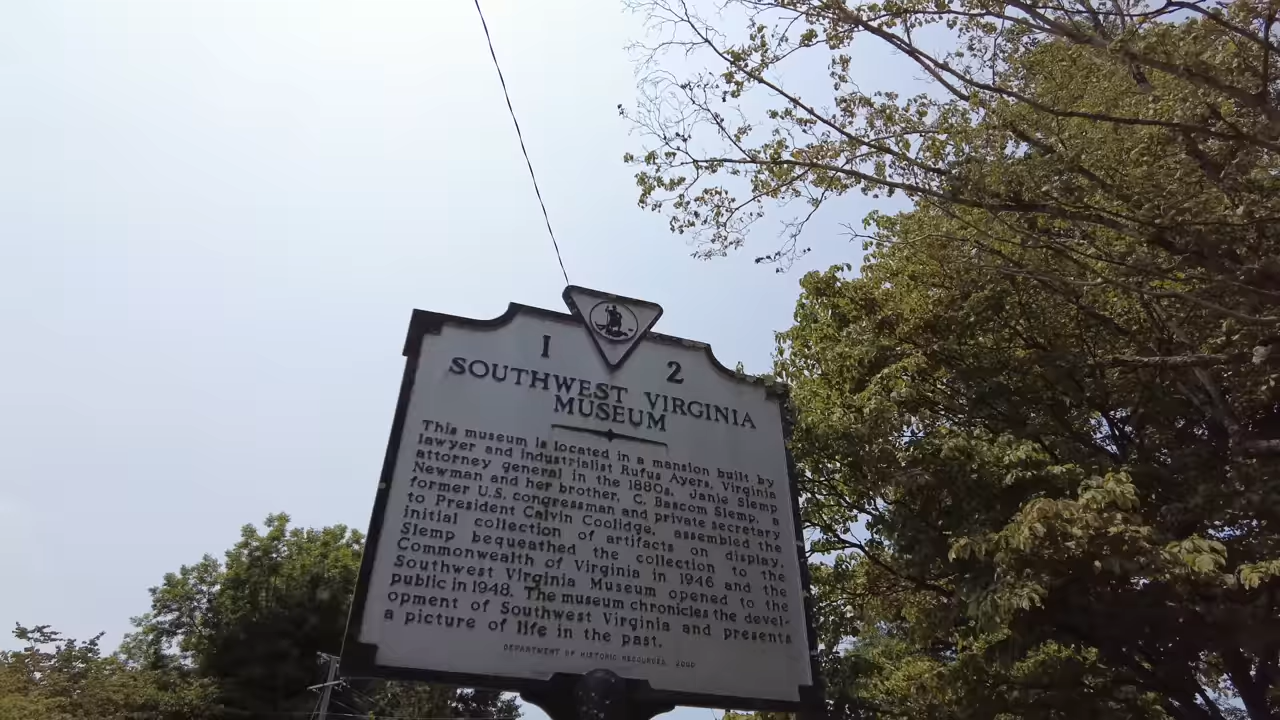 I 2
SOUTHWEST VIRGINIA
MUSEUM
This museum is located in a mansion built by
lawyer and industrialist Rufus Ayers, Virginia
attorney general in the 1880s. Janie Slemp
Newman and her brother, C. Bascom Slemp, a
former U.S. congressman and private secretary
to President Calvin Coolidge, assembled the
initial collection of artifacts on display.
Slemp bequeathed the collection to the
Commonwealth of Virginia in 1946 and the
Southwest Virginia Museum opened to the
public in 1948. The museum chronicles the devel-
opment of Southwest Virginia and presents
a picture of life in the past.
DEPARTMENT OF HISTORIC RESOURCES, 2000